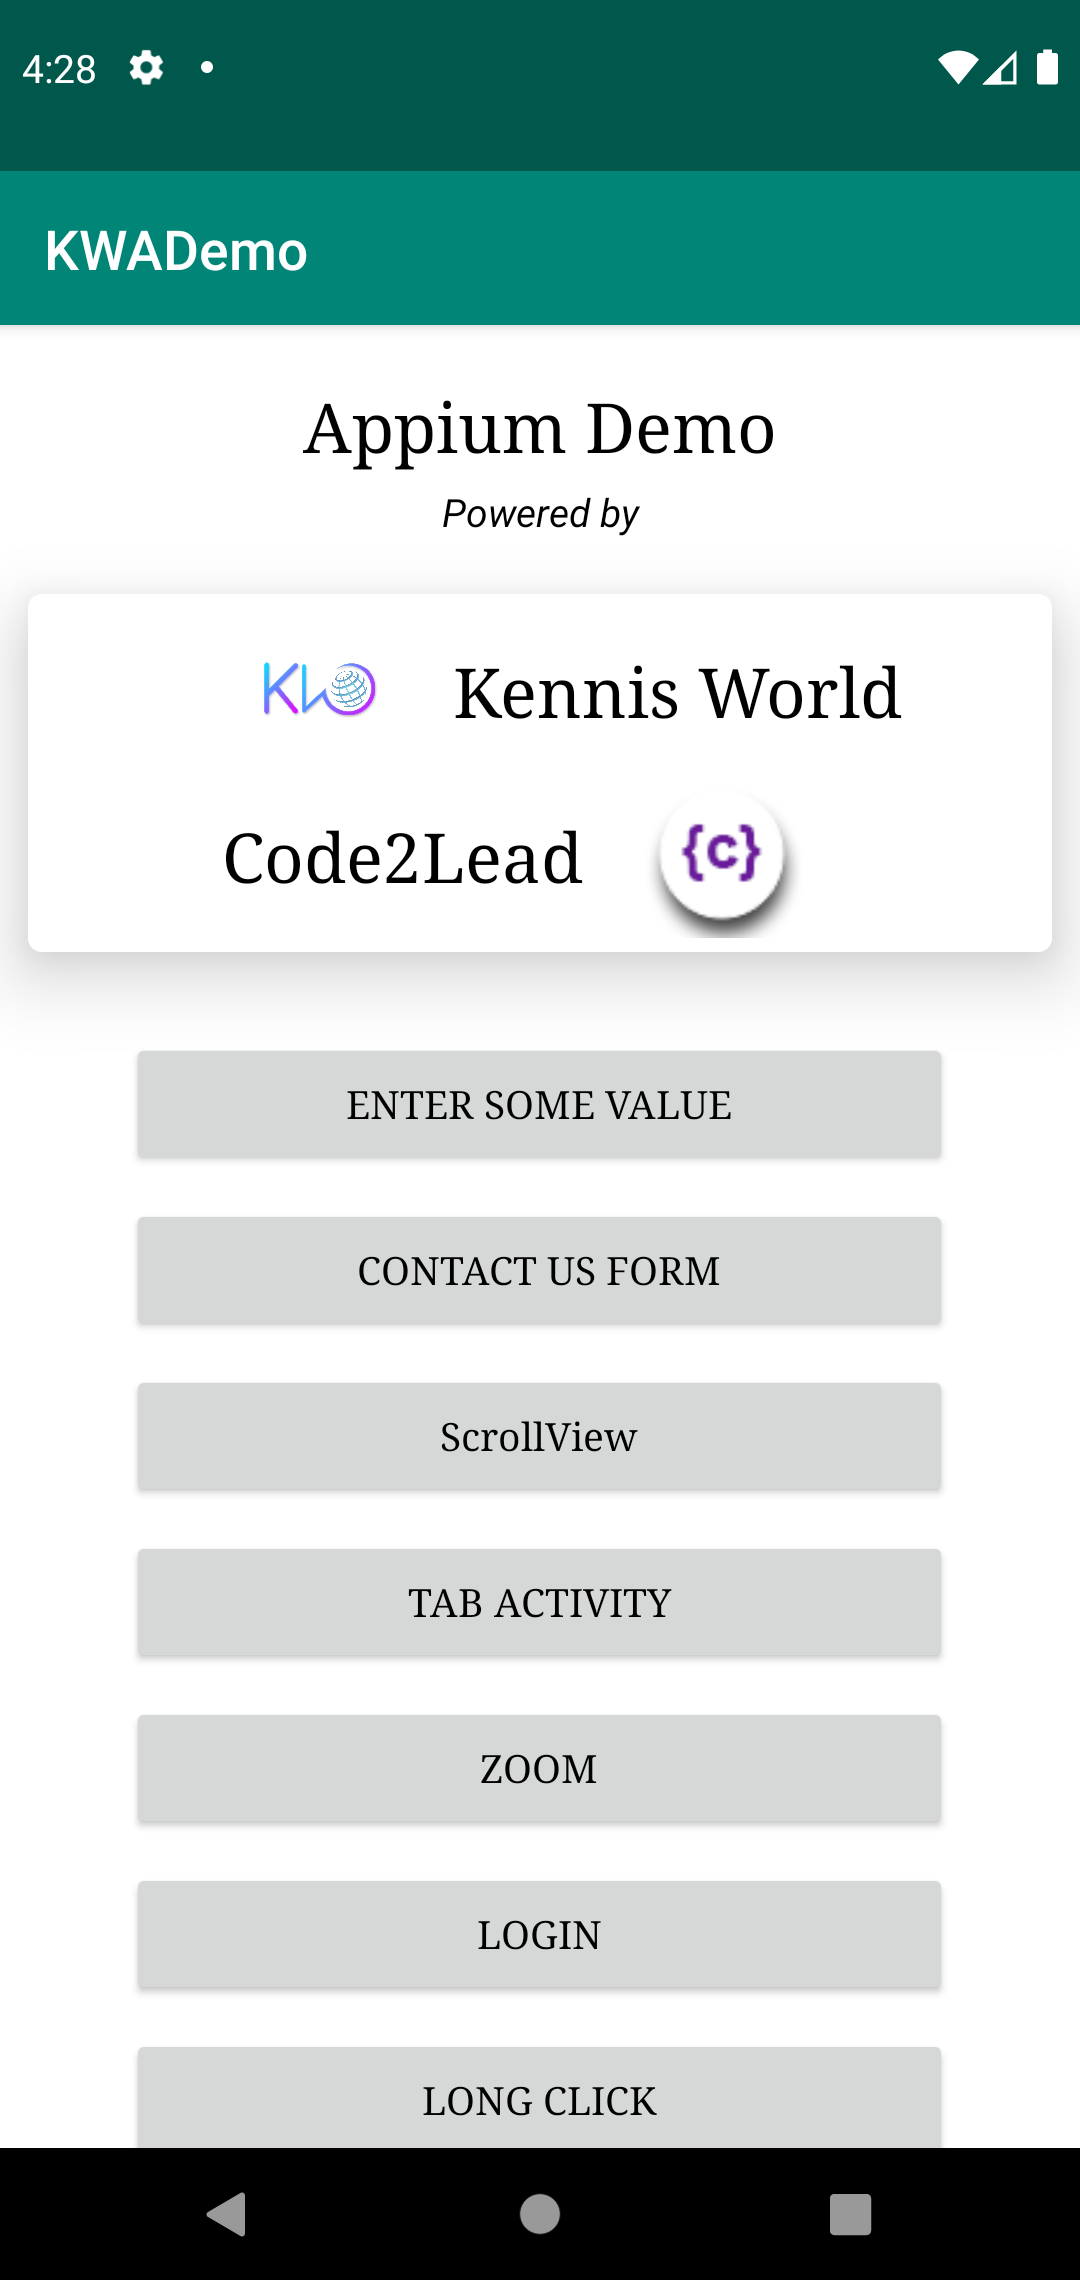 4:28
KWADemo
Appium Demo
Powered by
KW
Kennis World
Code2Lead
{c}
ENTER SOME VALUE
CONTACT US FORM
ScrollView
TAB ACTIVITY
ZOOM
LOGIN
LONG CLICK